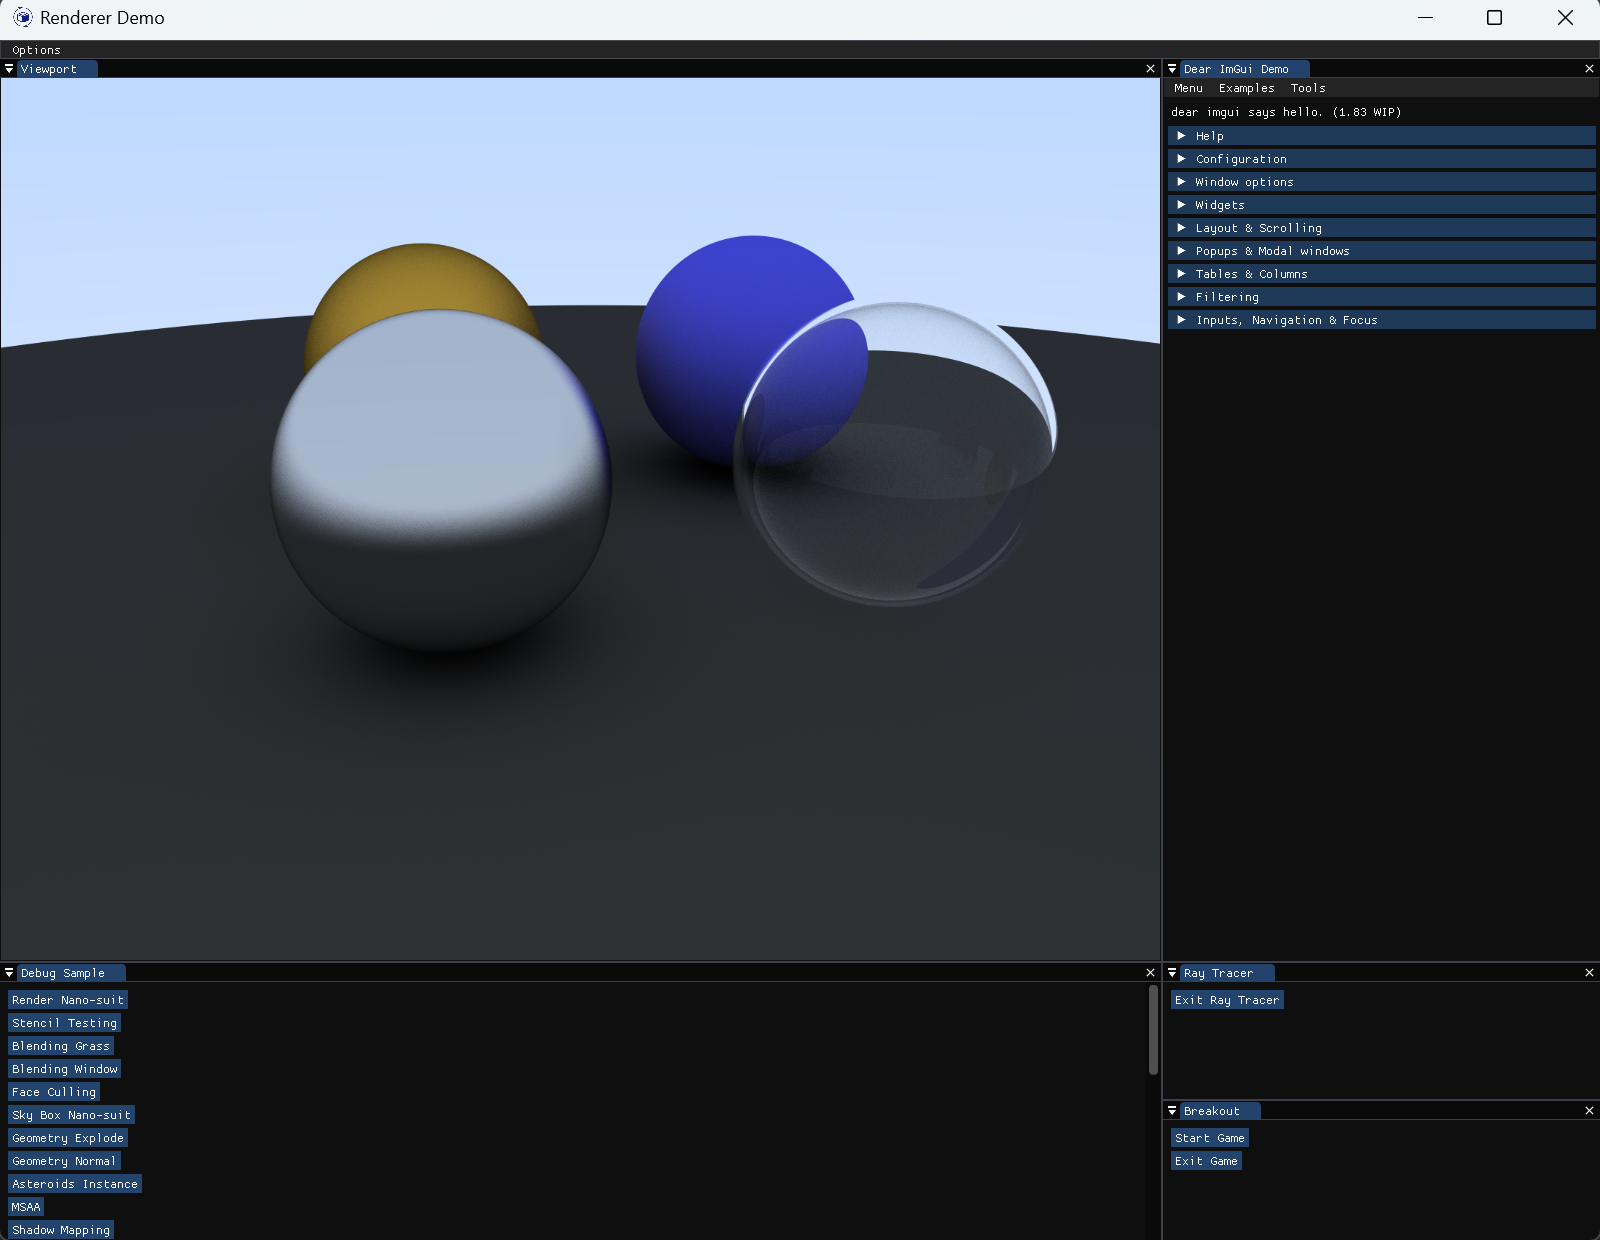 Renderer Demo
Options
Viewport
Dear ImGui Demo
Menu Examples Tools
dear imgui says hello. (1.83 WIP)
Help
Configuration
Window options
Widgets
Layout & Scrolling
Popups & Modal windows
Tables & Columns
Filtering
Inputs, Navigation & Focus
Debug Sample
Render Nano-suit
Stencil Testing
Blending Grass
Blending Window
Face Culling
Sky Box Nano-suit
Geometry Explode
Geometry Normal
Asteroids Instance
MSAA
Shadow Mapping
Ray Tracer
Exit Ray Tracer
Breakout
Start Game
Exit Game